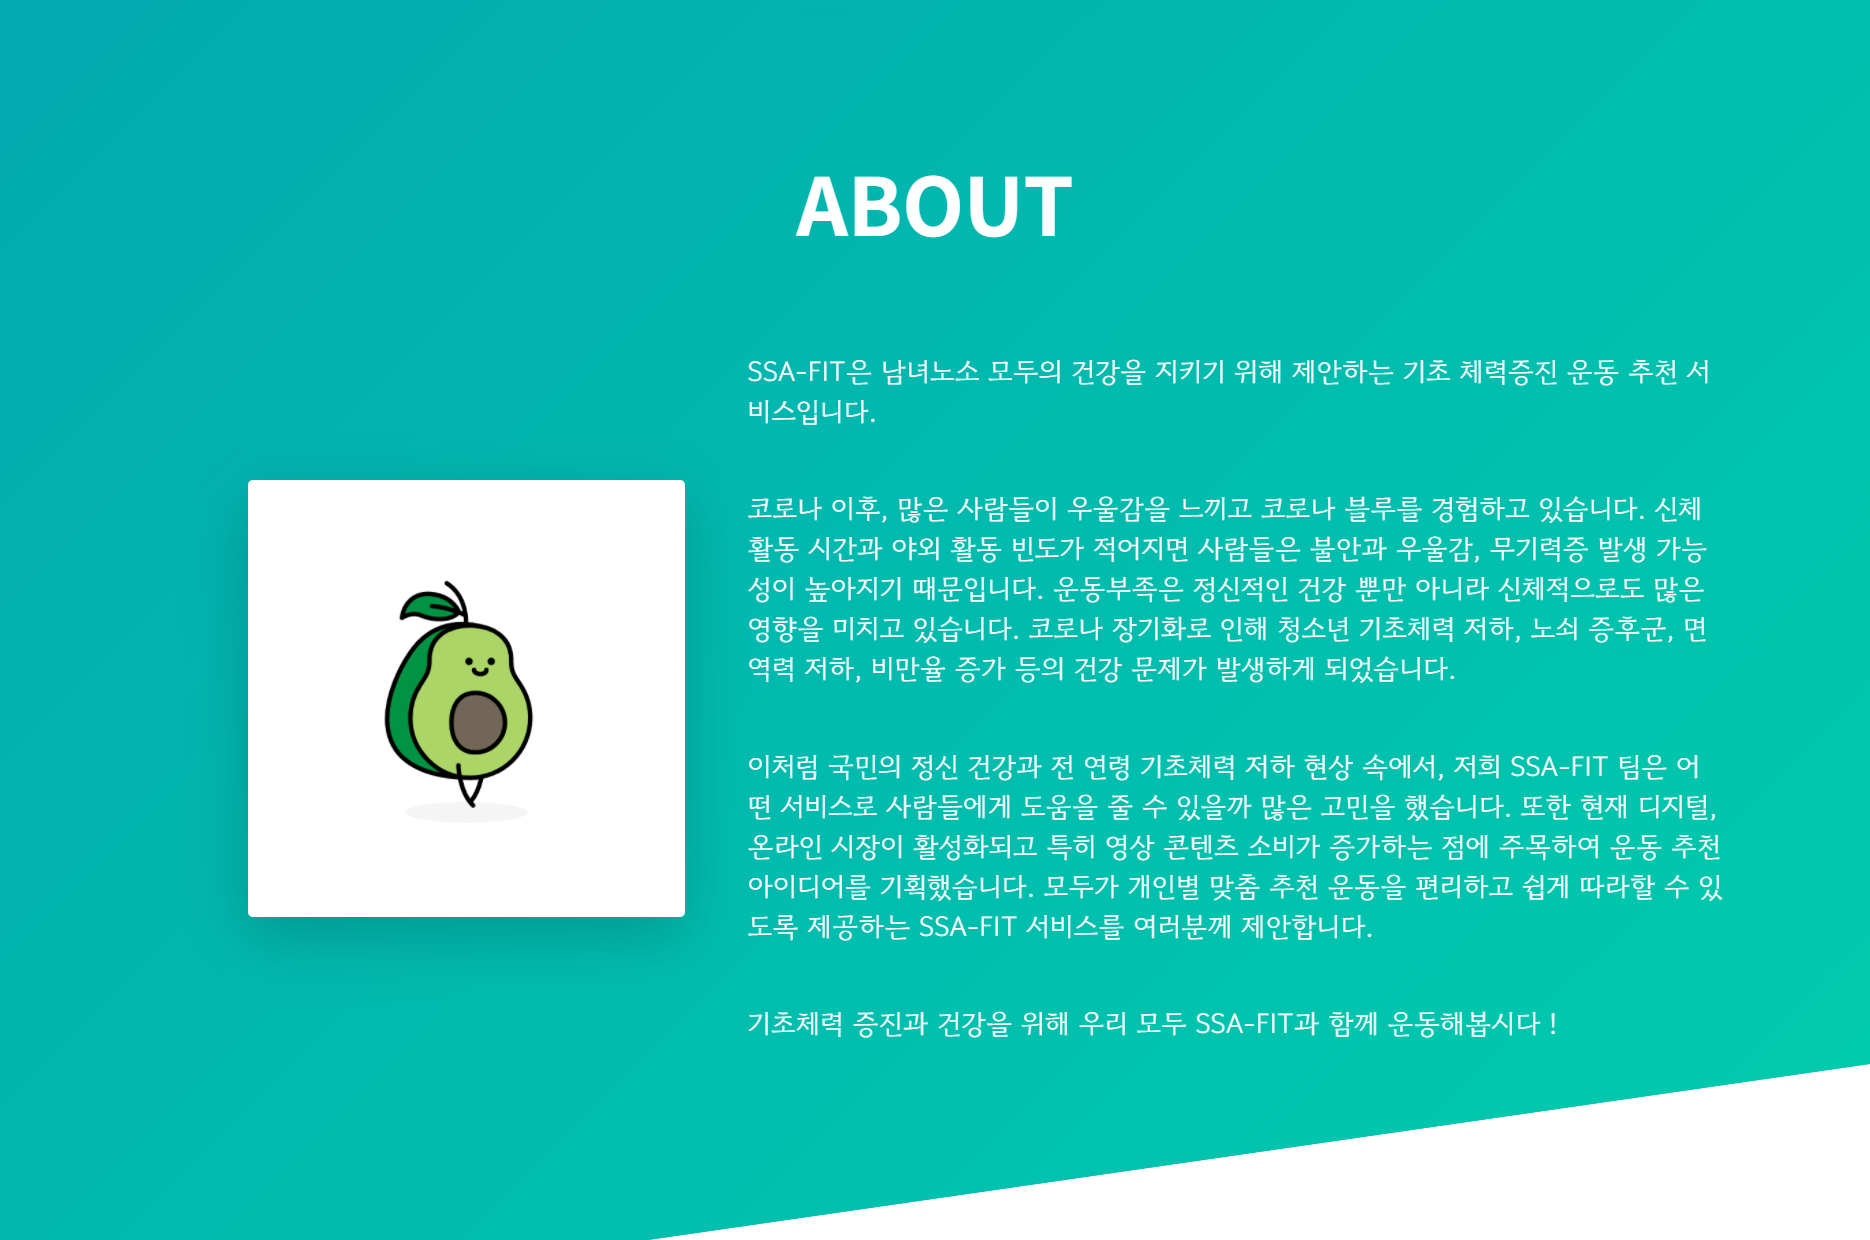 ABOUT
SSA-FIT은 남녀노소 모두의 건강을 지키기 위해 제안하는 기초 체력증진 운동 추천 서
비스입니다.
코로나 이후, 많은 사람들이 우울감을 느끼고 코로나 블루를 경험하고 있습니다. 신체
활동 시간과 야외 활동 빈도가 적어지면 사람들은 불안과 우울감, 무기력증 발생 가능
성이 높아지기 때문입니다. 운동부족은 정신적인 건강 뿐만 아니라 신체적으로도 많은
영향을 미치고 있습니다. 코로나 장기화로 인해 청소년 기초체력 저하, 노쇠 증후군, 면
역력 저하, 비만율 증가 등의 건강 문제가 발생하게 되었습니다.
이처럼 국민의 정신 건강과 전 연령 기초체력 저하 현상 속에서, 저희 SSA-FIT 팀은 어
떤 서비스로 사람들에게 도움을 줄 수 있을까 많은 고민을 했습니다. 또한 현재 디지털,
온라인 시장이 활성화되고 특히 영상 콘텐츠 소비가 증가하는 점에 주목하여 운동 추천
아이디어를 기획했습니다. 모두가 개인별 맞춤 추천 운동을 편리하고 쉽게 따라할 수 있
도록 제공하는 SSA-FIT 서비스를 여러분께 제안합니다.
기초체력 증진과 건강을 위해 우리 모두 SSA-FIT과 함께 운동해봅시다 !